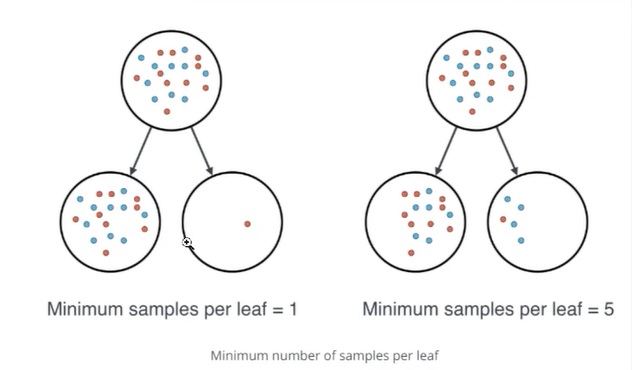 Minimum samples per leaf = 1
Minimum samples per leaf = 5
Minimum number of samples per leaf